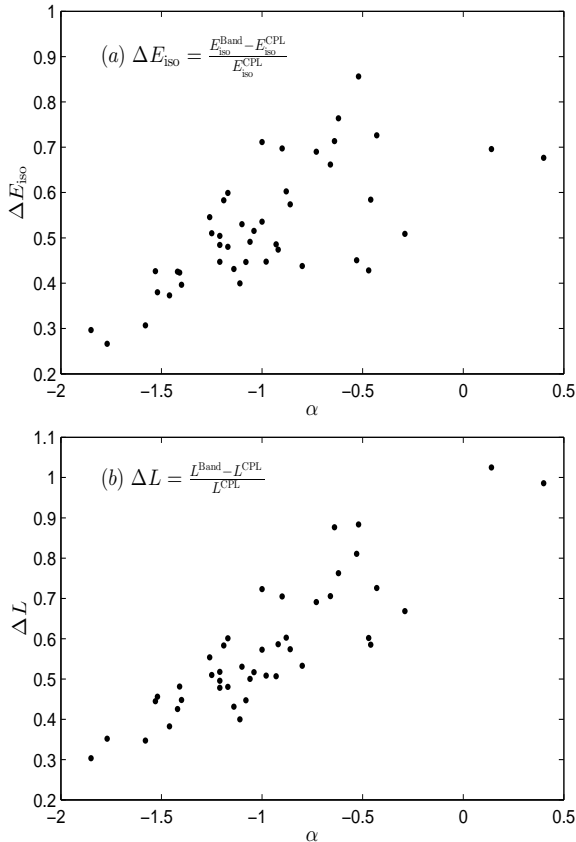 1
0.9
0.8
0.7
0.6
0.5
0.4
0.3
0.2
ΔE_iso
(a) ΔE_iso = (E_iso^Band − E_iso^CPL) / E_iso^CPL
−2 −1.5 −1 −0.5 0 0.5
α
1.1
1
0.9
0.8
0.7
0.6
0.5
0.4
0.3
0.2
ΔL
(b) ΔL = (L^Band − L^CPL) / L^CPL
−2 −1.5 −1 −0.5 0 0.5
α